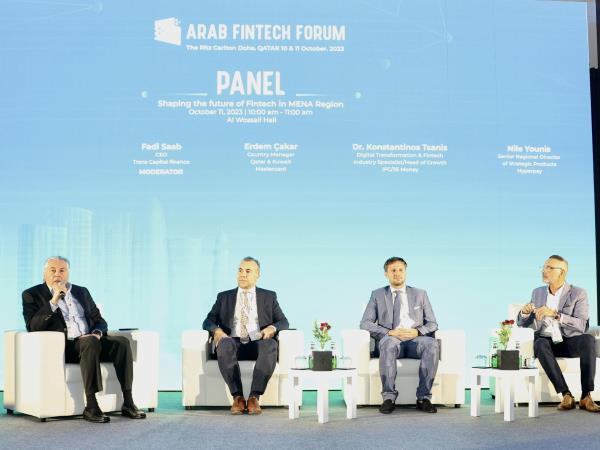 ARAB FINTECH FORUM
The Ritz Carlton Doha, QATAR 10 & 11 October, 2023
PANEL
Shaping the future of Fintech in MENA Region
October 11, 2023 | 10:00 am - 11:00 am
Al Wosail Hall
Fadi Saab
CEO
Trans Capital finance
MODERATOR
Erdem Çakar
Country Manager
Qatar & Kuwait
Mastercard
Dr. Konstantinos Tsanis
Digital Transformation & Fintech
Industry Specialist/Head of Growth
IFC/38 Money
Nile Younis
Senior Regional Director
of Strategic Products
Hyperpay